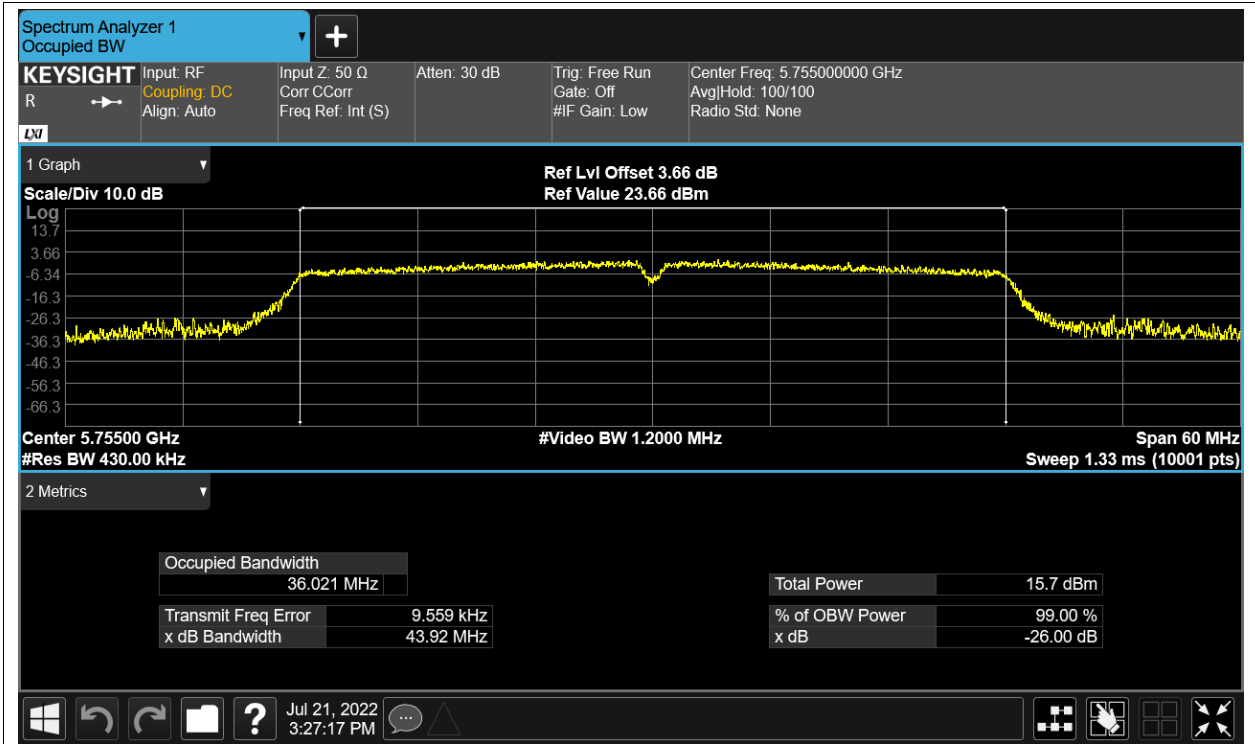 Spectrum Analyzer 1
Occupied BW
KEYSIGHT
R
LXI
Input: RF
Coupling: DC
Align: Auto
Input Z: 50 Ω
Corr CCorr
Freq Ref: Int (S)
Atten: 30 dB
Trig: Free Run
Gate: Off
#IF Gain: Low
Center Freq: 5.755000000 GHz
Avg|Hold: 100/100
Radio Std: None
1 Graph
Scale/Div 10.0 dB
Ref Lvl Offset 3.66 dB
Ref Value 23.66 dBm
Log
13.7
3.66
-6.34
-16.3
-26.3
-36.3
-46.3
-56.3
-66.3
Center 5.75500 GHz
#Video BW 1.2000 MHz
Span 60 MHz
#Res BW 430.00 kHz
Sweep 1.33 ms (10001 pts)
2 Metrics
Occupied Bandwidth
36.021 MHz
Total Power 15.7 dBm
Transmit Freq Error 9.559 kHz
% of OBW Power 99.00 %
x dB Bandwidth 43.92 MHz
x dB -26.00 dB
?
Jul 21, 2022
3:27:17 PM